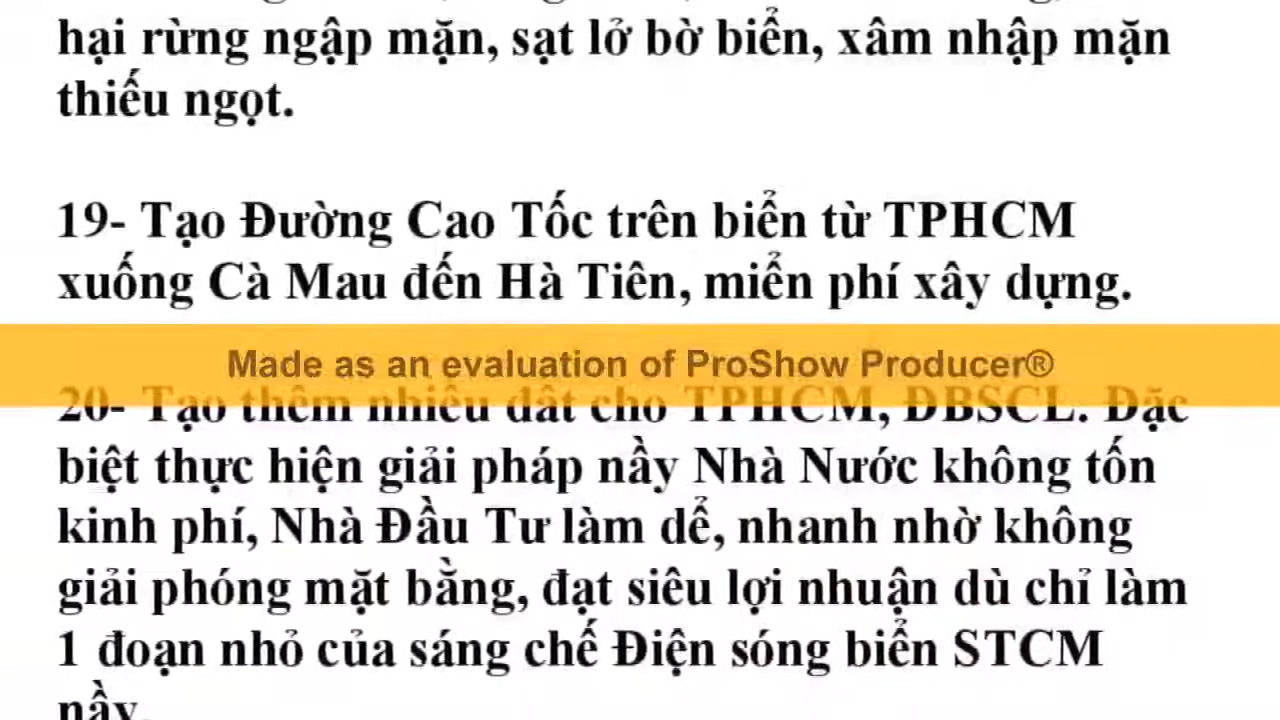 hại rừng ngập mặn, sạt lở bờ biển, xâm nhập mặn
thiếu ngọt.
19- Tạo Đường Cao Tốc trên biển từ TPHCM
xuống Cà Mau đến Hà Tiên, miển phí xây dựng.
Made as an evaluation of ProShow Producer®
20- Tạo thêm nhiều đất cho TPHCM, ĐBSCL. Đặc
biệt thực hiện giải pháp nầy Nhà Nước không tốn
kinh phí, Nhà Đầu Tư làm dể, nhanh nhờ không
giải phóng mặt bằng, đạt siêu lợi nhuận dù chỉ làm
1 đoạn nhỏ của sáng chế Điện sóng biển STCM
nầy.